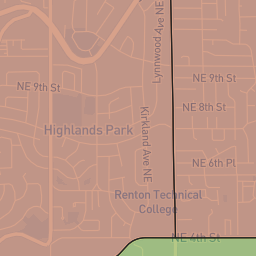 Lynnwood Ave NE
NE 9th St
NE 9th St
NE 8th St
Kirkland Ave NE
Highlands Park
NE 6th Pl
Renton Technical
College
NE 4th St